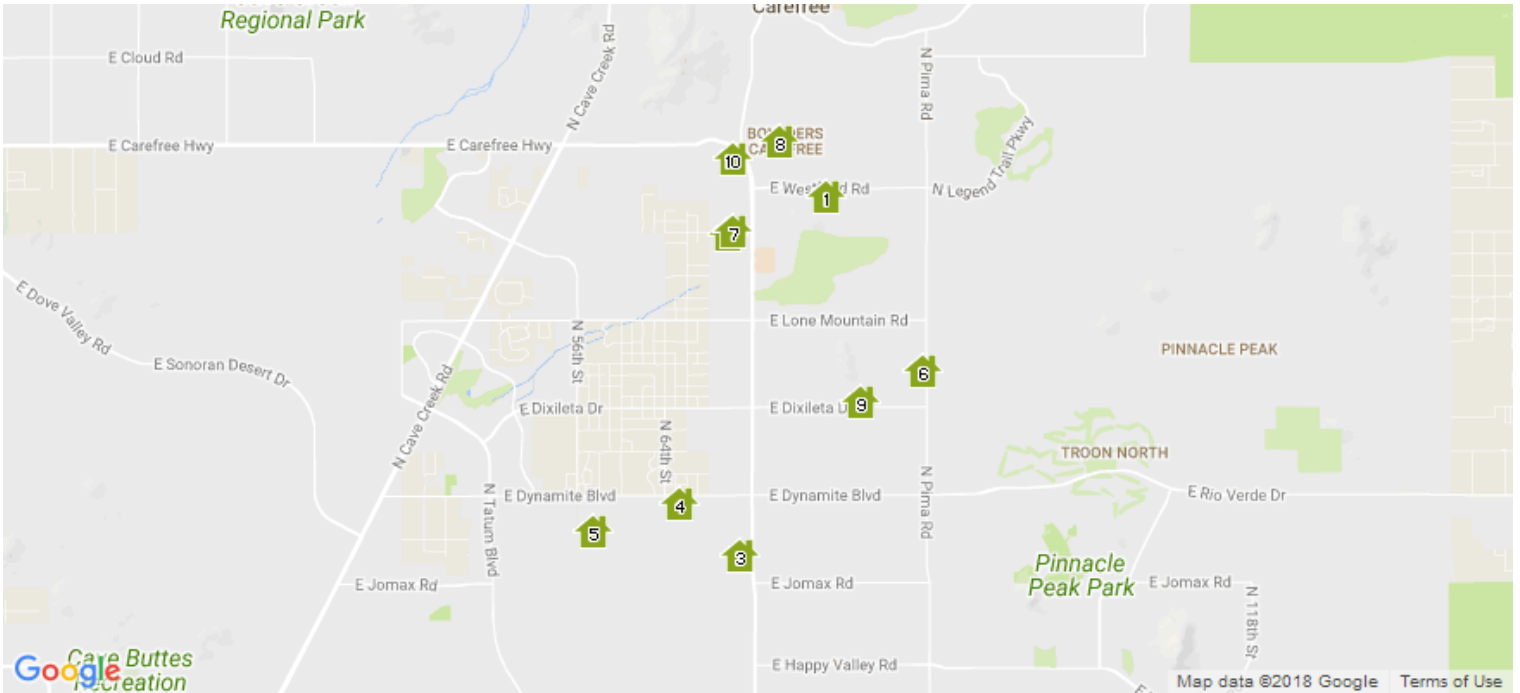 Carefree
Regional Park
E Cloud Rd
N Cave Creek Rd
N Pima Rd
E Carefree Hwy
E Carefree Hwy
8
10
N Legend Trail Pkwy
1
7
E Dove Valley Rd
E Lone Mountain Rd
N 56th St
PINNACLE PEAK
E Sonoran Desert Dr
6
N Cave Creek Rd
E Dixileta Dr
E Dixileta
9
N 64th St
TROON NORTH
E Dynamite Blvd
4
E Dynamite Blvd
N Pima Rd
E Rio Verde Dr
N Tatum Blvd
5
3
Pinnacle
Peak Park
E Jomax Rd
E Jomax Rd
E Jomax Rd
N 118th St
Cave Buttes
Recreation
Google
E Happy Valley Rd
Map data ©2018 Google
Terms of Use